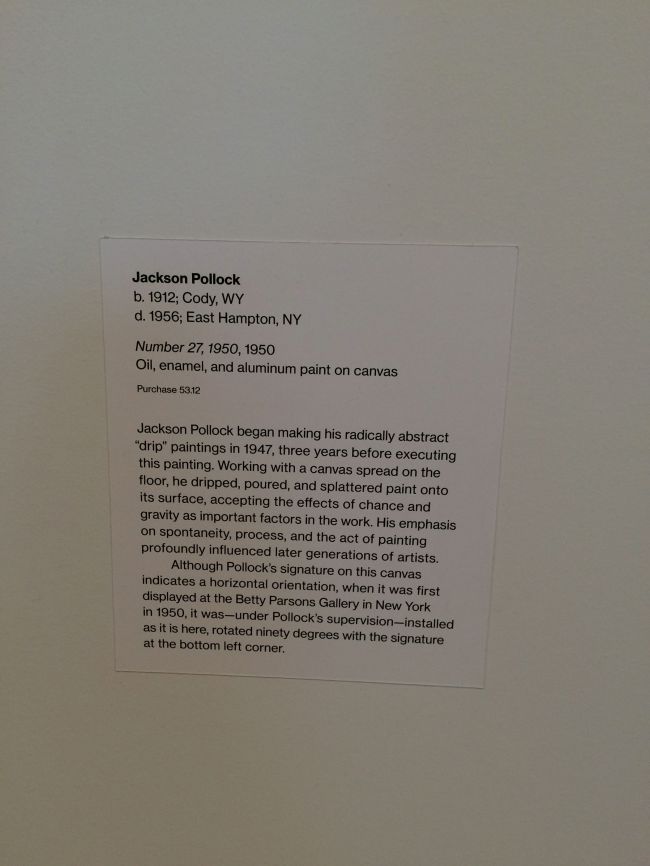 Jackson Pollock
b. 1912; Cody, WY
d. 1956; East Hampton, NY
Number 27, 1950, 1950
Oil, enamel, and aluminum paint on canvas
Purchase 53.12
Jackson Pollock began making his radically abstract
“drip” paintings in 1947, three years before executing
this painting. Working with a canvas spread on the
floor, he dripped, poured, and splattered paint onto
its surface, accepting the effects of chance and
gravity as important factors in the work. His emphasis
on spontaneity, process, and the act of painting
profoundly influenced later generations of artists.
Although Pollock’s signature on this canvas
indicates a horizontal orientation, when it was first
displayed at the Betty Parsons Gallery in New York
in 1950, it was—under Pollock’s supervision—installed
as it is here, rotated ninety degrees with the signature
at the bottom left corner.